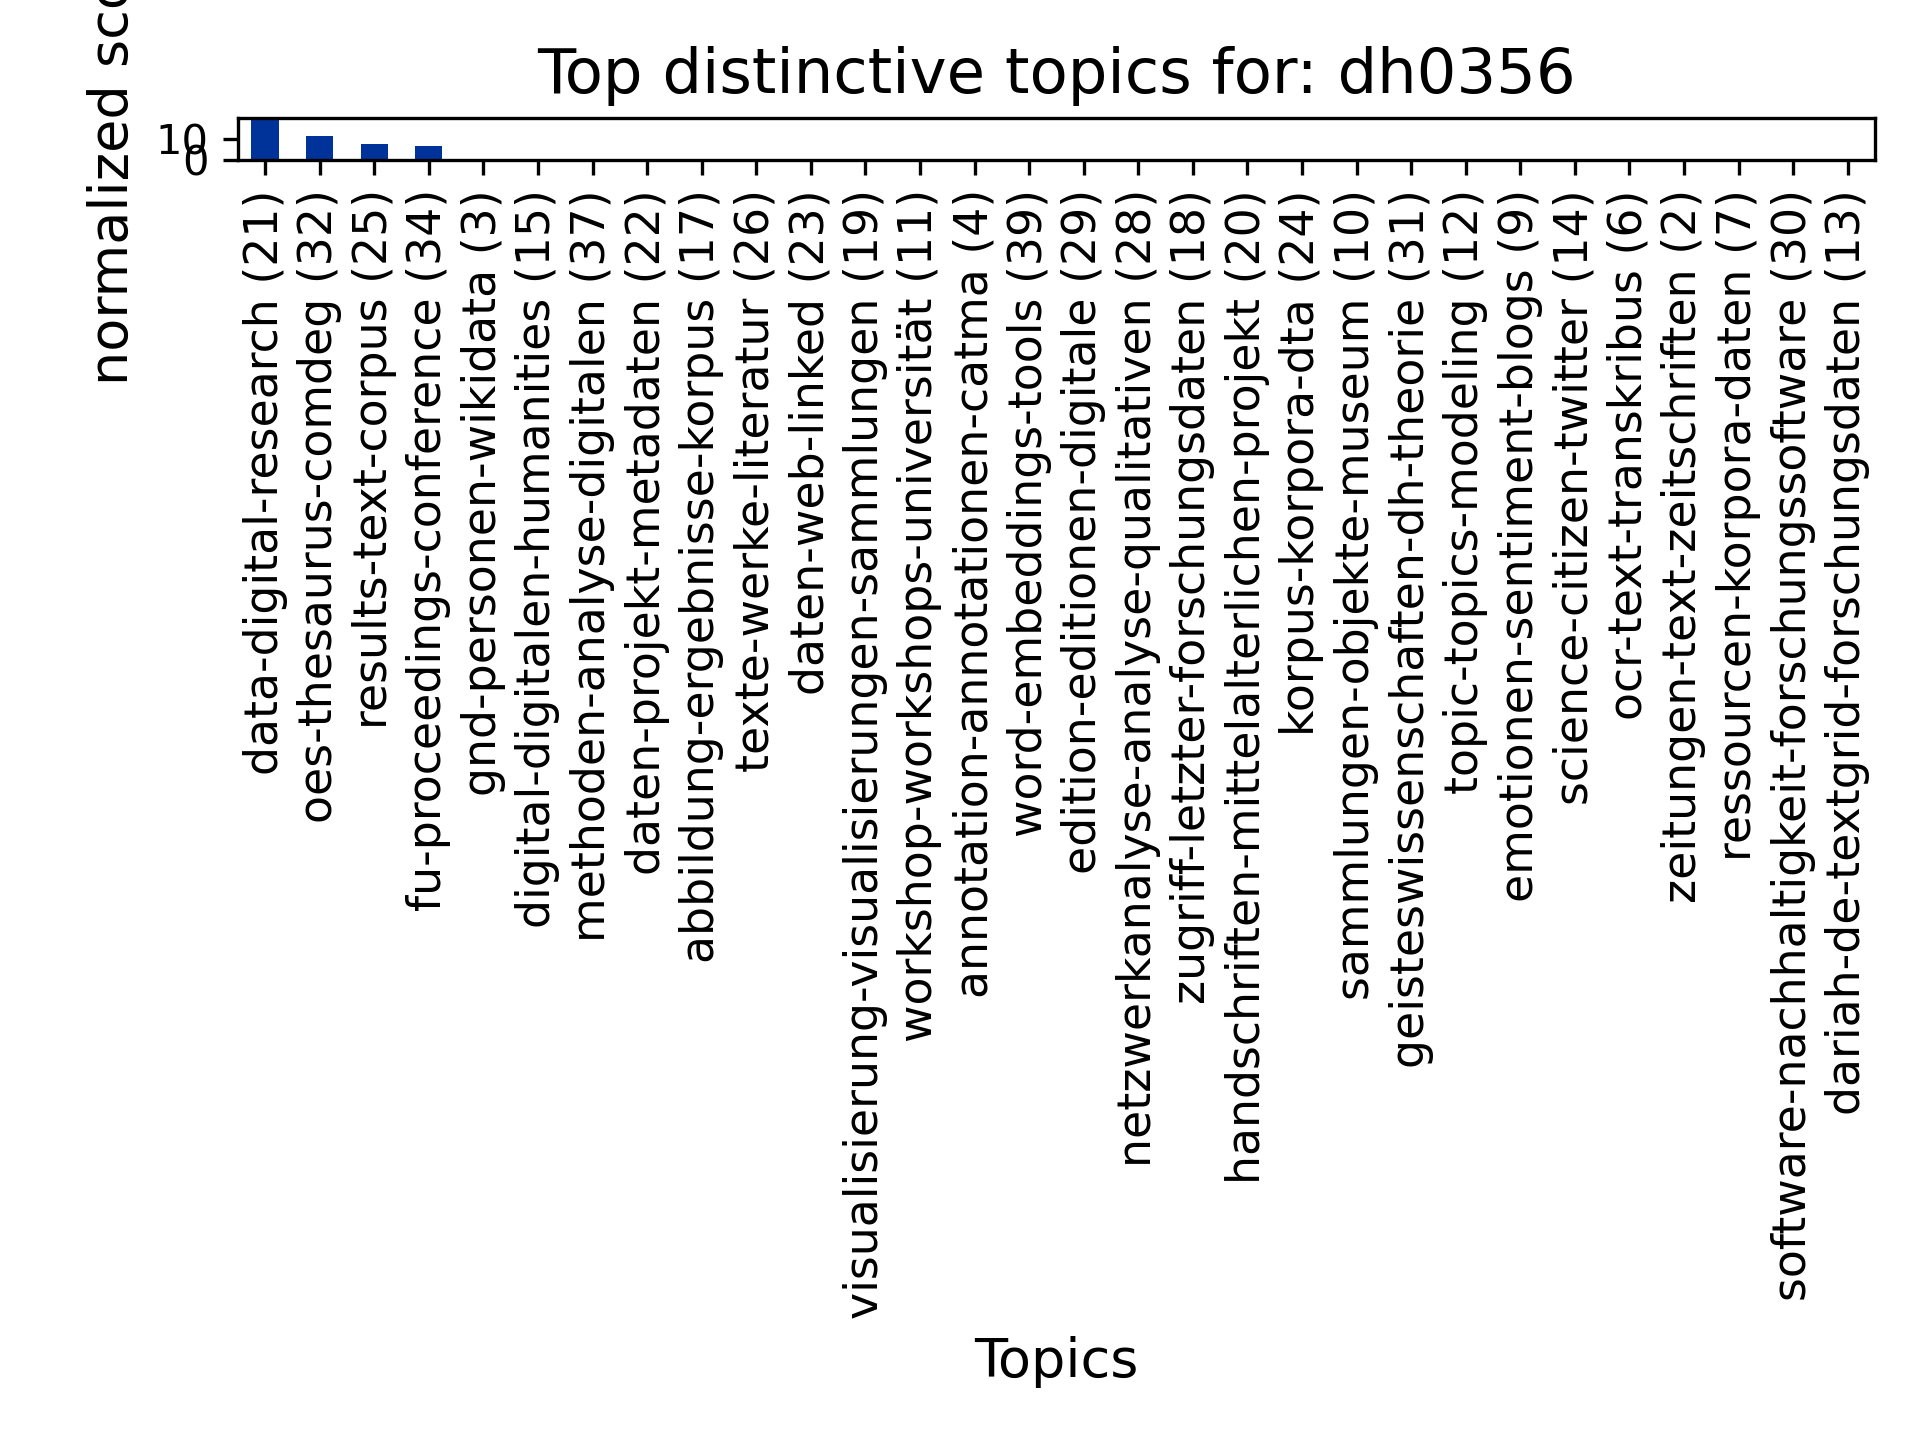 Top distinctive topics for: dh0356
normalized sco
10
0
data-digital-research (21)
oes-thesaurus-comdeg (32)
results-text-corpus (25)
fu-proceedings-conference (34)
gnd-personen-wikidata (3)
digital-digitalen-humanities (15)
methoden-analyse-digitalen (37)
daten-projekt-metadaten (22)
abbildung-ergebnisse-korpus (17)
texte-werke-literatur (26)
daten-web-linked (23)
visualisierung-visualisierungen-sammlungen (19)
workshop-workshops-universität (11)
annotation-annotationen-catma (4)
word-embeddings-tools (39)
edition-editionen-digitale (29)
netzwerkanalyse-analyse-qualitativen (28)
zugriff-letzter-forschungsdaten (18)
handschriften-mittelalterlichen-projekt (20)
korpus-korpora-dta (24)
sammlungen-objekte-museum (10)
geisteswissenschaften-dh-theorie (31)
topic-topics-modeling (12)
emotionen-sentiment-blogs (9)
science-citizen-twitter (14)
ocr-text-transkribus (6)
zeitungen-text-zeitschriften (2)
ressourcen-korpora-daten (7)
software-nachhaltigkeit-forschungssoftware (30)
dariah-de-textgrid-forschungsdaten (13)
Topics